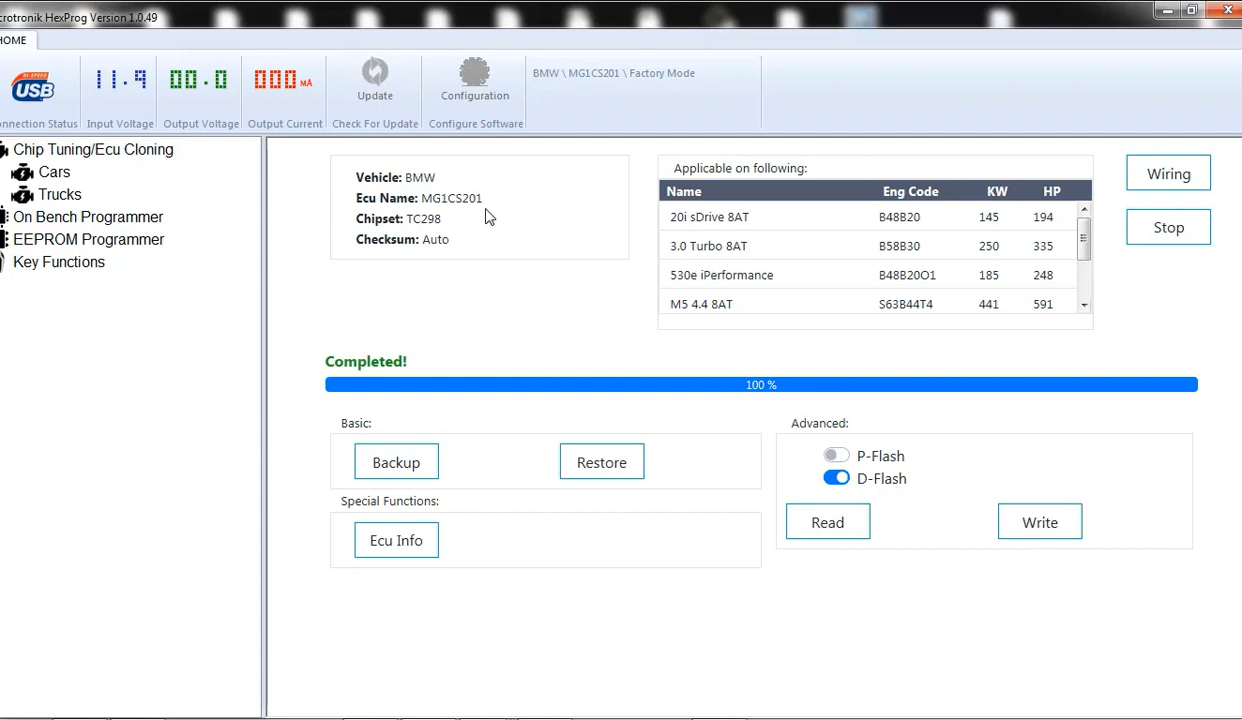 crotronik HexProg Version 1.0.49
HOME
HI-SPEED
USB
11.9
00.0
000 MA
Update
Configuration
BMW \ MG1CS201 \ Factory Mode
nnection Status
Input Voltage
Output Voltage
Output Current
Check For Update
Configure Software
Chip Tuning/Ecu Cloning
Cars
Trucks
On Bench Programmer
EEPROM Programmer
Key Functions
Vehicle: BMW
Ecu Name: MG1CS201
Chipset: TC298
Checksum: Auto
Applicable on following:
Name Eng Code KW HP
20i sDrive 8AT B48B20 145 194
3.0 Turbo 8AT B58B30 250 335
530e iPerformance B48B20O1 185 248
M5 4.4 8AT S63B44T4 441 591
Wiring
Stop
Completed!
100 %
Basic:
Backup
Restore
Special Functions:
Ecu Info
Advanced:
P-Flash
D-Flash
Read
Write